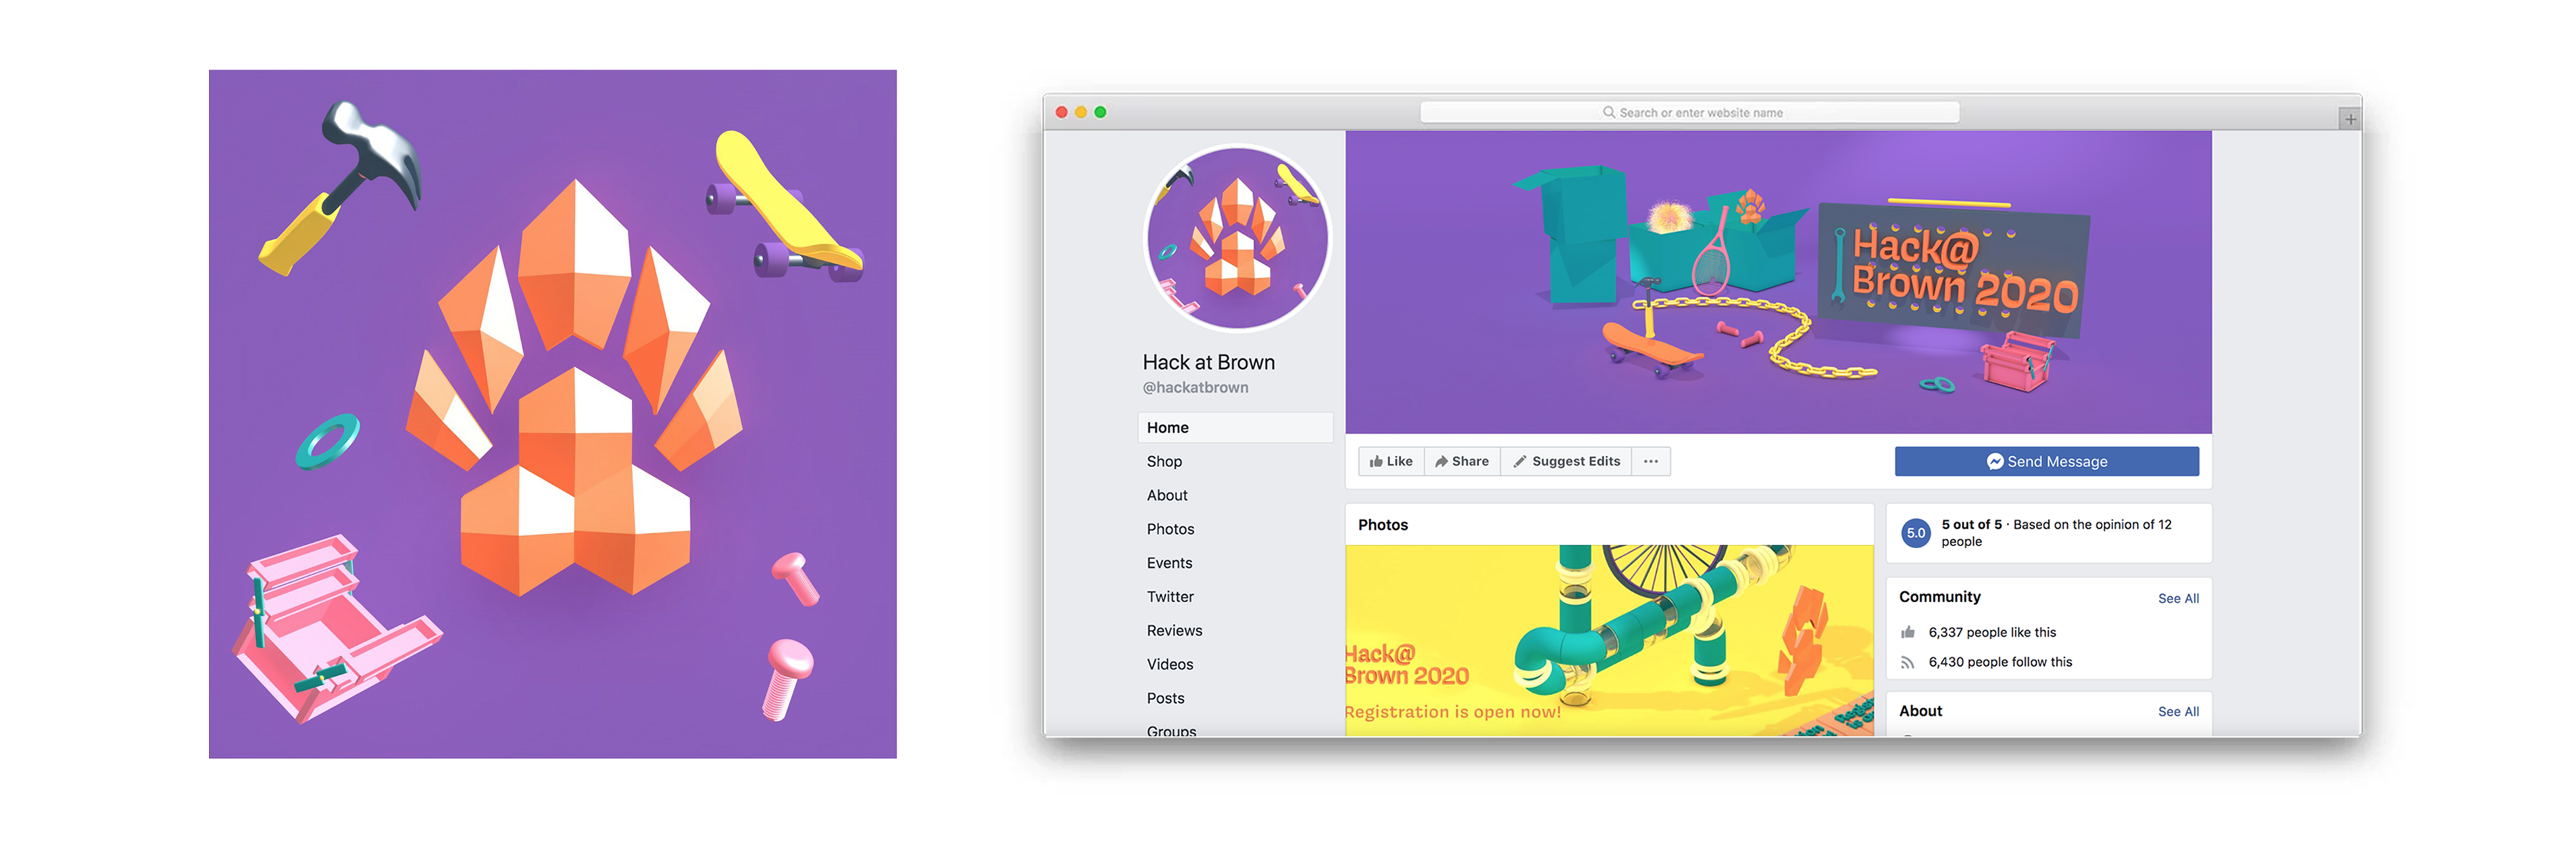 Search or enter website name
Hack@
Brown 2020
Hack at Brown
@hackatbrown
Home
Shop
About
Photos
Events
Twitter
Reviews
Videos
Posts
Groups
Like
Share
Suggest Edits
Send Message
Photos
Hack@
Brown 2020
Registration is open now!
5.0
5 out of 5 · Based on the opinion of 12
people
Community
See All
6,337 people like this
6,430 people follow this
About
See All